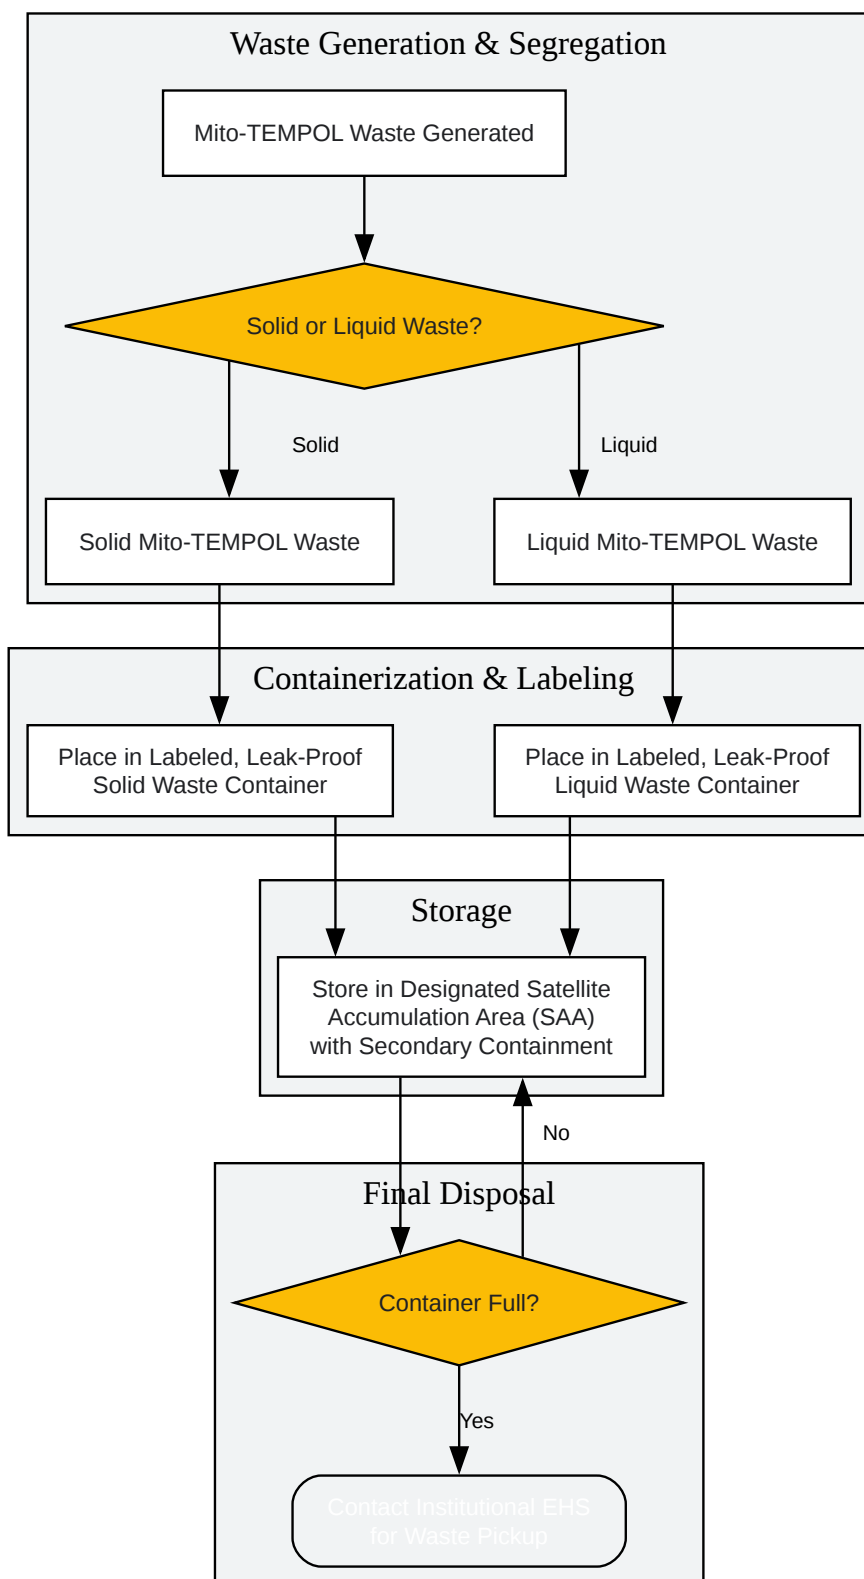 Waste Generation & Segregation
Mito-TEMPOL Waste Generated
Solid or Liquid Waste?
Solid
Liquid
Solid Mito-TEMPOL Waste
Liquid Mito-TEMPOL Waste
Containerization & Labeling
Place in Labeled, Leak-Proof
Solid Waste Container
Place in Labeled, Leak-Proof
Liquid Waste Container
Storage
Store in Designated Satellite
Accumulation Area (SAA)
with Secondary Containment
No
Final Disposal
Container Full?
Yes
Contact Institutional EHS
for Waste Pickup